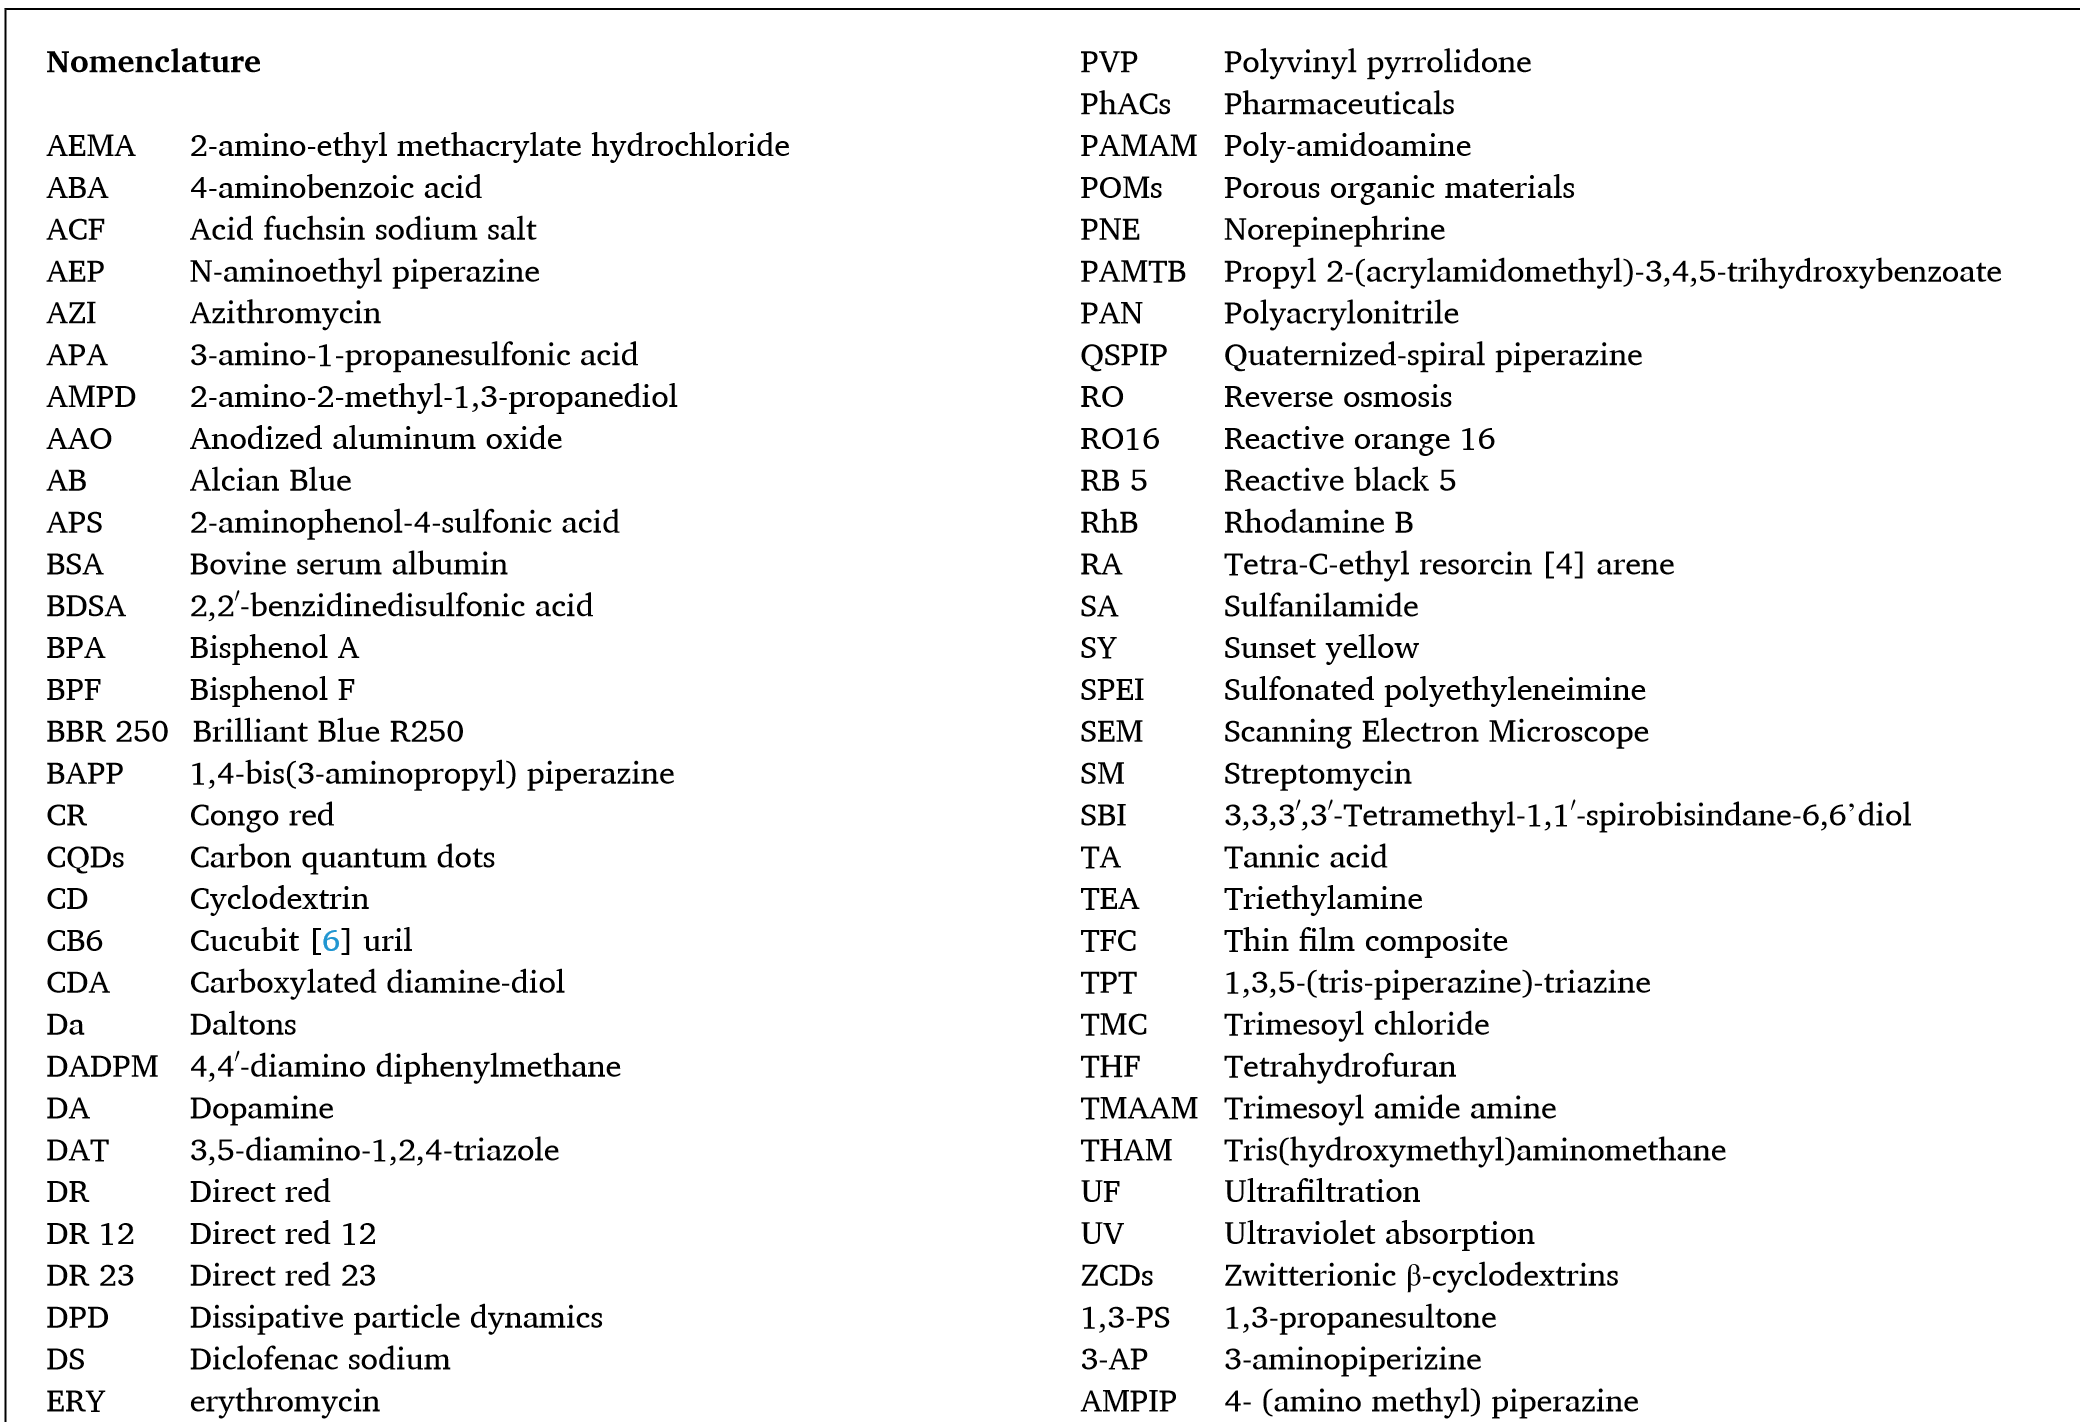 Nomenclature
AEMA 2-amino-ethyl methacrylate hydrochloride
ABA 4-aminobenzoic acid
ACF Acid fuchsin sodium salt
AEP N-aminoethyl piperazine
AZI Azithromycin
APA 3-amino-1-propanesulfonic acid
AMPD 2-amino-2-methyl-1,3-propanediol
AAO Anodized aluminum oxide
AB Alcian Blue
APS 2-aminophenol-4-sulfonic acid
BSA Bovine serum albumin
BDSA 2,2′-benzidinedisulfonic acid
BPA Bisphenol A
BPF Bisphenol F
BBR 250 Brilliant Blue R250
BAPP 1,4-bis(3-aminopropyl) piperazine
CR Congo red
CQDs Carbon quantum dots
CD Cyclodextrin
CB6 Cucubit [6] uril
CDA Carboxylated diamine-diol
Da Daltons
DADPM 4,4′-diamino diphenylmethane
DA Dopamine
DAT 3,5-diamino-1,2,4-triazole
DR Direct red
DR 12 Direct red 12
DR 23 Direct red 23
DPD Dissipative particle dynamics
DS Diclofenac sodium
ERY erythromycin
PVP Polyvinyl pyrrolidone
PhACs Pharmaceuticals
PAMAM Poly-amidoamine
POMs Porous organic materials
PNE Norepinephrine
PAMTB Propyl 2-(acrylamidomethyl)-3,4,5-trihydroxybenzoate
PAN Polyacrylonitrile
QSPIP Quaternized-spiral piperazine
RO Reverse osmosis
RO16 Reactive orange 16
RB 5 Reactive black 5
RhB Rhodamine B
RA Tetra-C-ethyl resorcin [4] arene
SA Sulfanilamide
SY Sunset yellow
SPEI Sulfonated polyethyleneimine
SEM Scanning Electron Microscope
SM Streptomycin
SBI 3,3,3′,3′-Tetramethyl-1,1′-spirobisindane-6,6’diol
TA Tannic acid
TEA Triethylamine
TFC Thin film composite
TPT 1,3,5-(tris-piperazine)-triazine
TMC Trimesoyl chloride
THF Tetrahydrofuran
TMAAM Trimesoyl amide amine
THAM Tris(hydroxymethyl)aminomethane
UF Ultrafiltration
UV Ultraviolet absorption
ZCDs Zwitterionic β-cyclodextrins
1,3-PS 1,3-propanesultone
3-AP 3-aminopiperizine
AMPIP 4- (amino methyl) piperazine